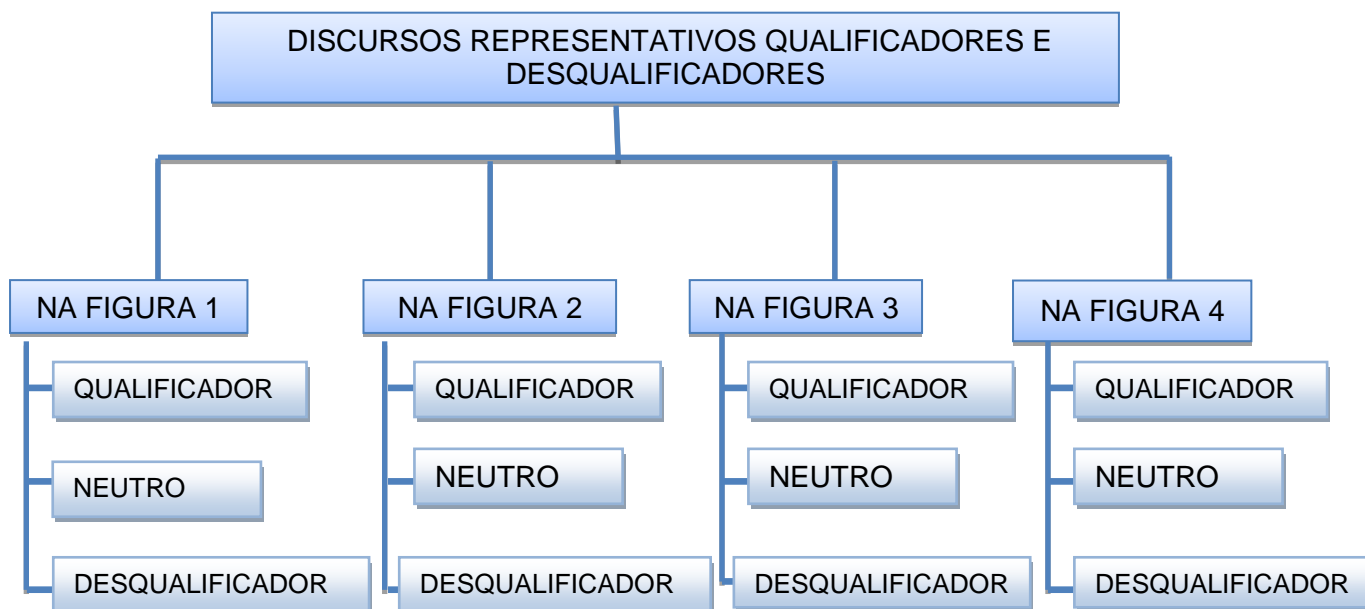 DISCURSOS REPRESENTATIVOS QUALIFICADORES E
DESQUALIFICADORES
NA FIGURA 1
QUALIFICADOR
NEUTRO
DESQUALIFICADOR
NA FIGURA 2
QUALIFICADOR
NEUTRO
DESQUALIFICADOR
NA FIGURA 3
QUALIFICADOR
NEUTRO
DESQUALIFICADOR
NA FIGURA 4
QUALIFICADOR
NEUTRO
DESQUALIFICADOR